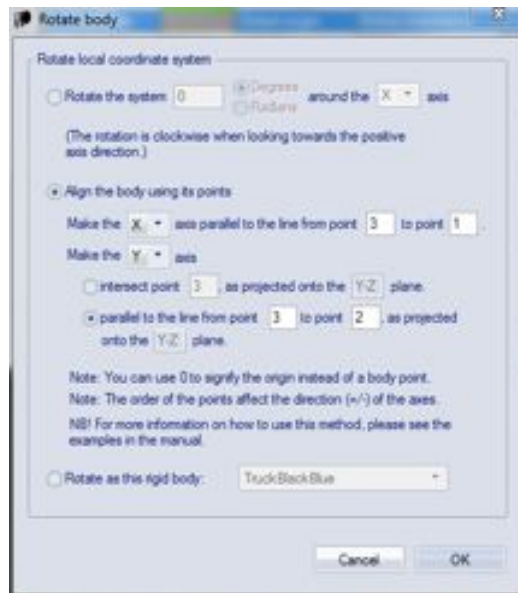 Rotate body
Rotate local coordinate system
Rotate the system 0 Degrees around the X axis
Radians
(The rotation is clockwise when looking towards the positive
axis direction.)
Align the body using its points
Make the X axis parallel to the line from point 3 to point 1 .
Make the Y axis
intersect point 3 , as projected onto the Y-Z plane.
parallel to the line from point 3 to point 2 , as projected
onto the Y-Z plane.
Note: You can use 0 to signify the origin instead of a body point.
Note: The order of the points affect the direction (+/-) of the axes.
NB! For more information on how to use this method, please see the
examples in the manual.
Rotate as this rigid body: TruckBlackBlue
Cancel OK